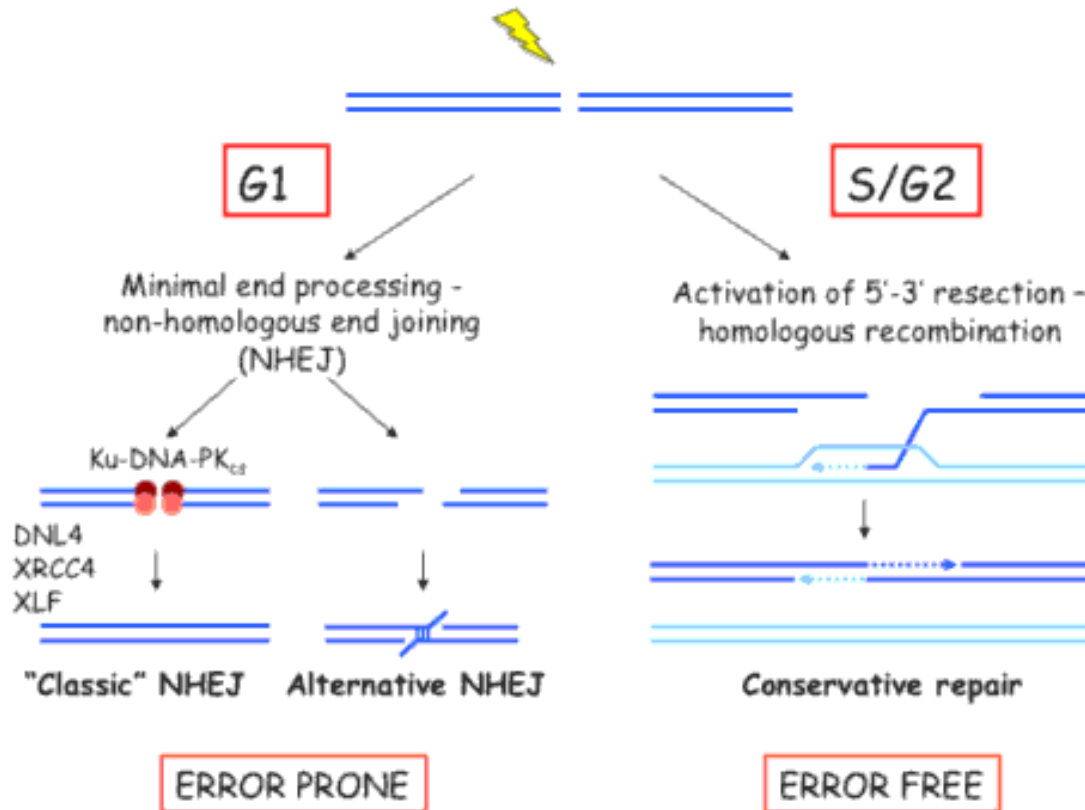 G1
S/G2
Minimal end processing -
non-homologous end joining
(NHEJ)
Activation of 5'-3' resection –
homologous recombination
Ku-DNA-PKcs
DNL4
XRCC4
XLF
"Classic" NHEJ
Alternative NHEJ
Conservative repair
ERROR PRONE
ERROR FREE